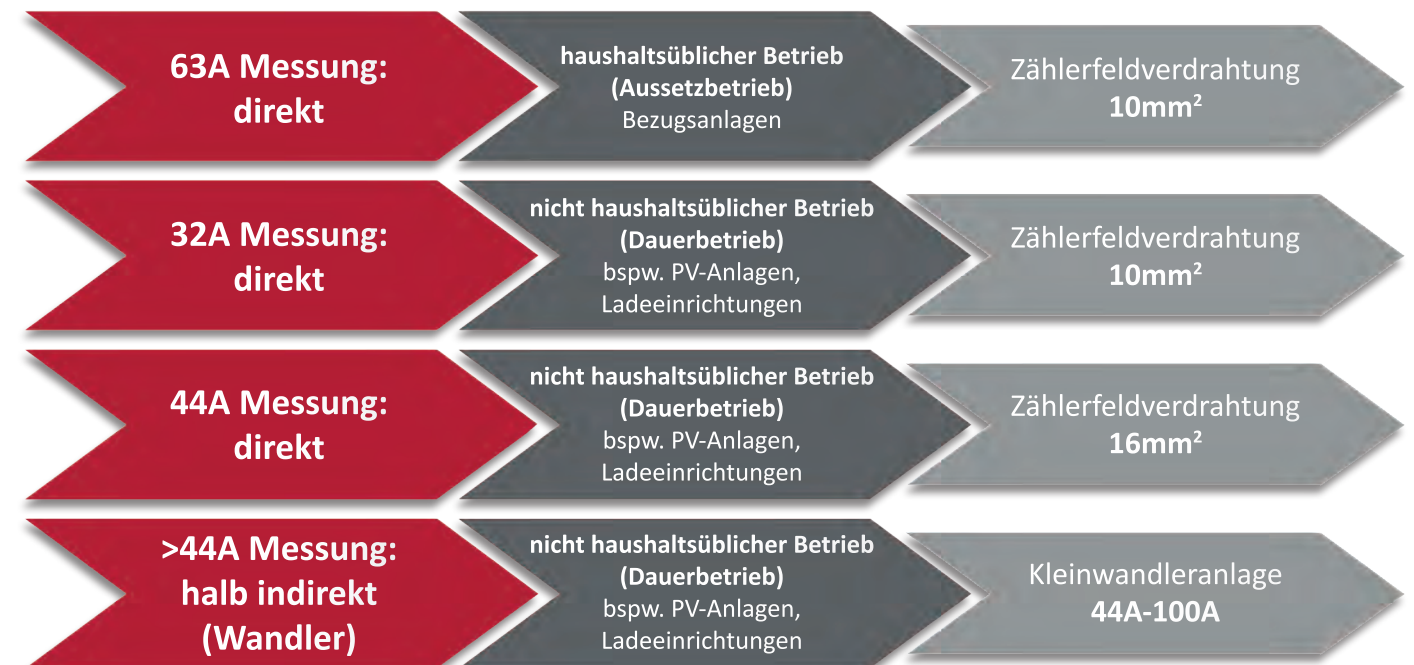 63A Messung:
direkt
haushaltsüblicher Betrieb
(Aussetzbetrieb)
Bezugsanlagen
Zählerfeldverdrahtung
10mm²
32A Messung:
direkt
nicht haushaltsüblicher Betrieb
(Dauerbetrieb)
bspw. PV-Anlagen,
Ladeeinrichtungen
Zählerfeldverdrahtung
10mm²
44A Messung:
direkt
nicht haushaltsüblicher Betrieb
(Dauerbetrieb)
bspw. PV-Anlagen,
Ladeeinrichtungen
Zählerfeldverdrahtung
16mm²
>44A Messung:
halb indirekt
(Wandler)
nicht haushaltsüblicher Betrieb
(Dauerbetrieb)
bspw. PV-Anlagen,
Ladeeinrichtungen
Kleinwandleranlage
44A-100A